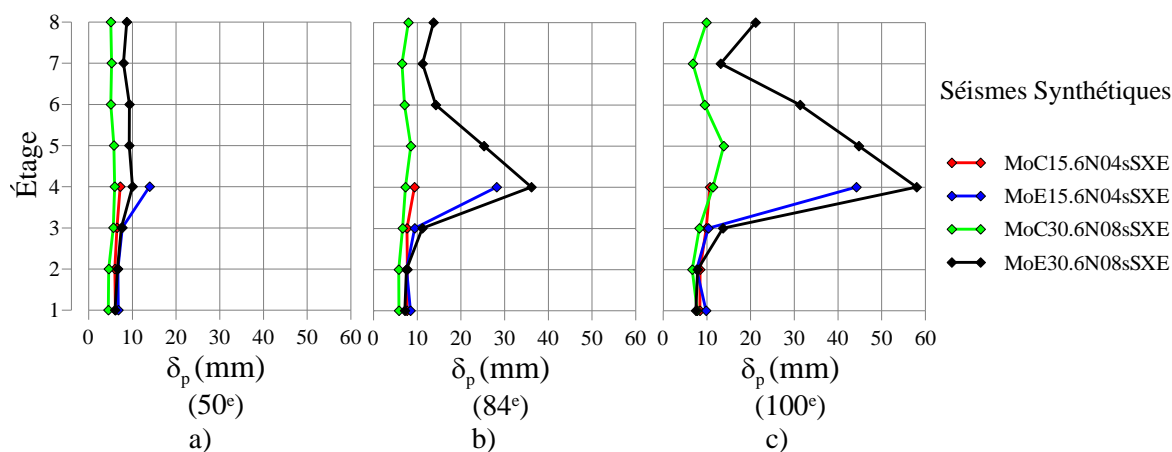 Étage
8
7
6
5
4
3
2
1
0 10 20 30 40 50 60
δp (mm)
(50e)
a)
0 10 20 30 40 50 60
δp (mm)
(84e)
b)
0 10 20 30 40 50 60
δp (mm)
(100e)
c)
Séismes Synthétiques
MoC15.6N04sSXE
MoE15.6N04sSXE
MoC30.6N08sSXE
MoE30.6N08sSXE